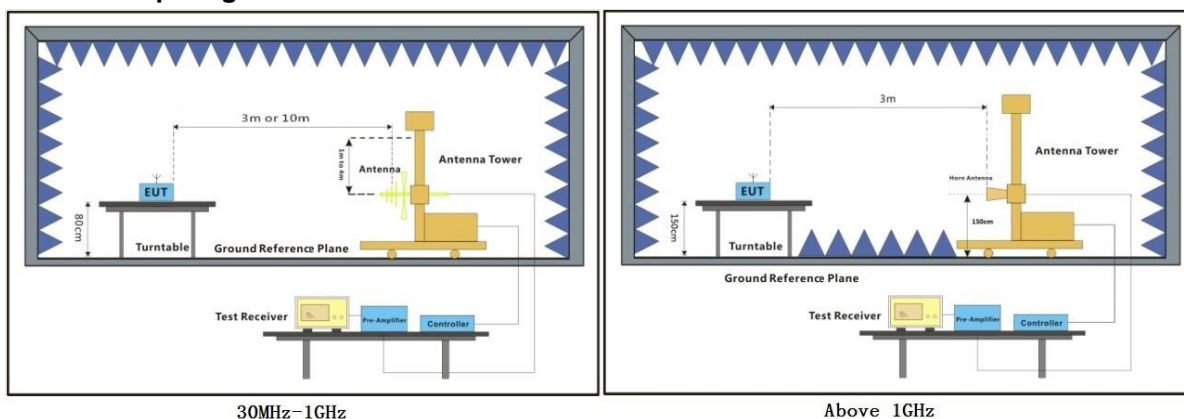 3m or 10m
1m to 4m
Antenna
Antenna Tower
EUT
80cm
Turntable
Ground Reference Plane
Test Receiver
Pre-Amplifier
Controller
30MHz-1GHz
3m
Antenna Tower
Horn Antenna
EUT
150cm
150cm
Turntable
Ground Reference Plane
Test Receiver
Pre-Amplifier
Controller
Above 1GHz